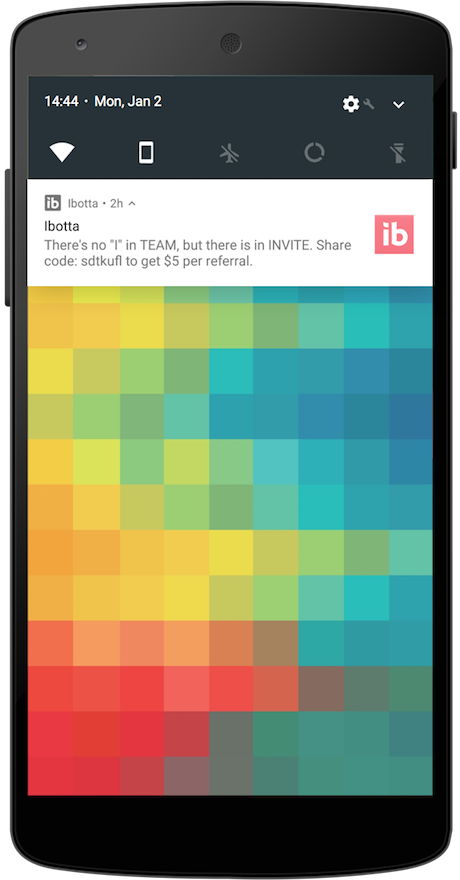 14:44 • Mon, Jan 2
ib Ibotta • 2h
Ibotta
There's no "I" in TEAM, but there is in INVITE. Share
code: sdtkufl to get $5 per referral.
ib